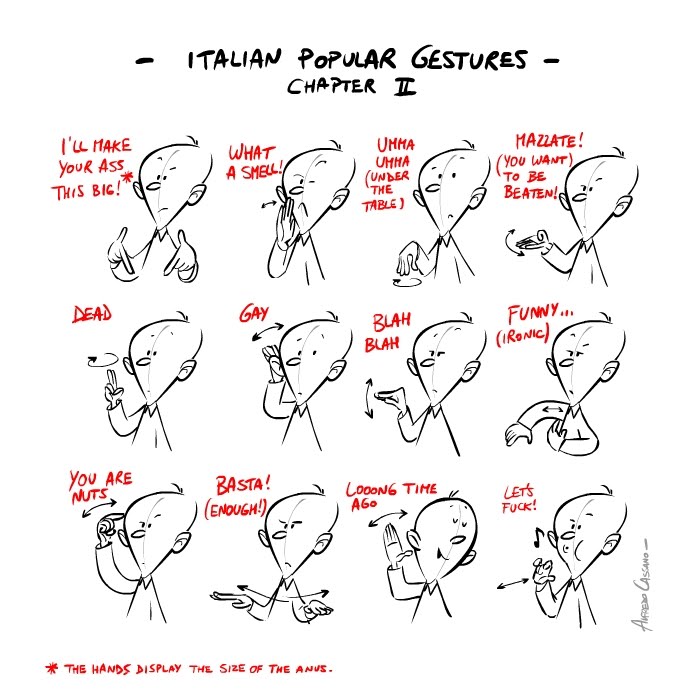 - ITALIAN POPULAR GESTURES -
CHAPTER II
I'LL MAKE
YOUR ASS
THIS BIG!*
WHAT
A SMELL!
UMMA
UMMA
(UNDER
THE
TABLE)
MAZZATE!
(YOU WANT)
TO BE
BEATEN!
DEAD
GAY
BLAH
BLAH
FUNNY...
(IRONIC)
YOU ARE
NUTS
BASTA!
(ENOUGH!)
LOOONG TIME
AGO
LET'S
FUCK!
ALFREDO CASSANO -
* THE HANDS DISPLAY THE SIZE OF THE ANUS.